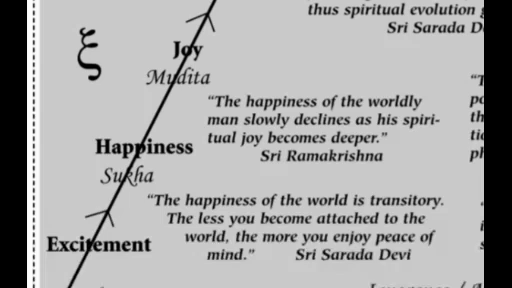 thus spiritual evolution
Sri Sarada
ξ
Joy
Mudita
"The happiness of the worldly
man slowly declines as his spiri-
tual joy becomes deeper."
Sri Ramakrishna
Happiness
Sukha
"The happiness of the world is transitory.
The less you become attached to the
world, the more you enjoy peace of
mind." Sri Sarada Devi
Excitement